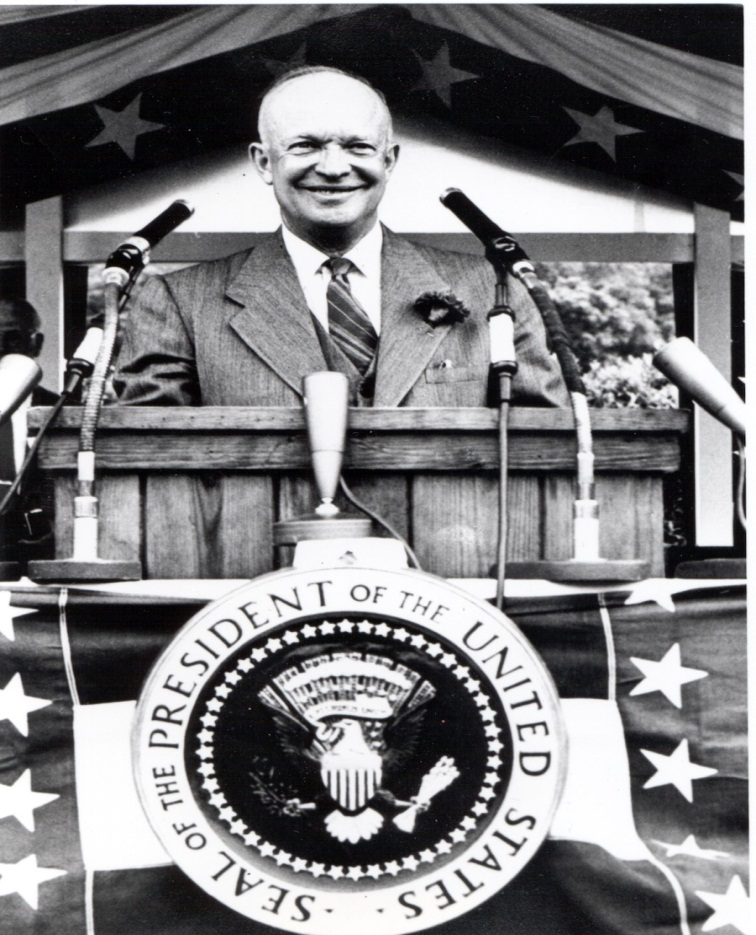 SEAL OF THE PRESIDENT OF THE UNITED STATES